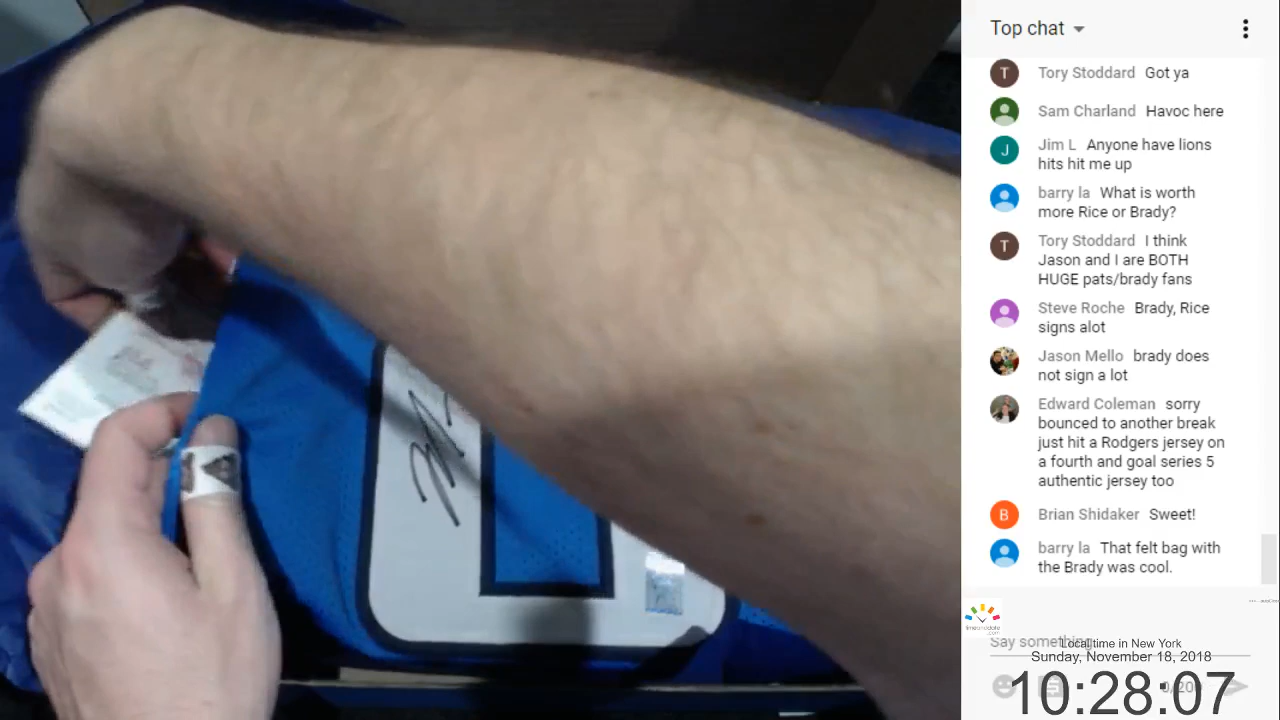 Top chat
Tory Stoddard Got ya
Sam Charland Havoc here
Jim L Anyone have lions
hits hit me up
barry la What is worth
more Rice or Brady?
Tory Stoddard I think
Jason and I are BOTH
HUGE pats/brady fans
Steve Roche Brady, Rice
signs alot
Jason Mello brady does
not sign a lot
Edward Coleman sorry
bounced to another break
just hit a Rodgers jersey on
a fourth and goal series 5
authentic jersey too
Brian Shidaker Sweet!
barry la That felt bag with
the Brady was cool.
Say something
Local time in New York
Sunday, November 18, 2018
10:28:07